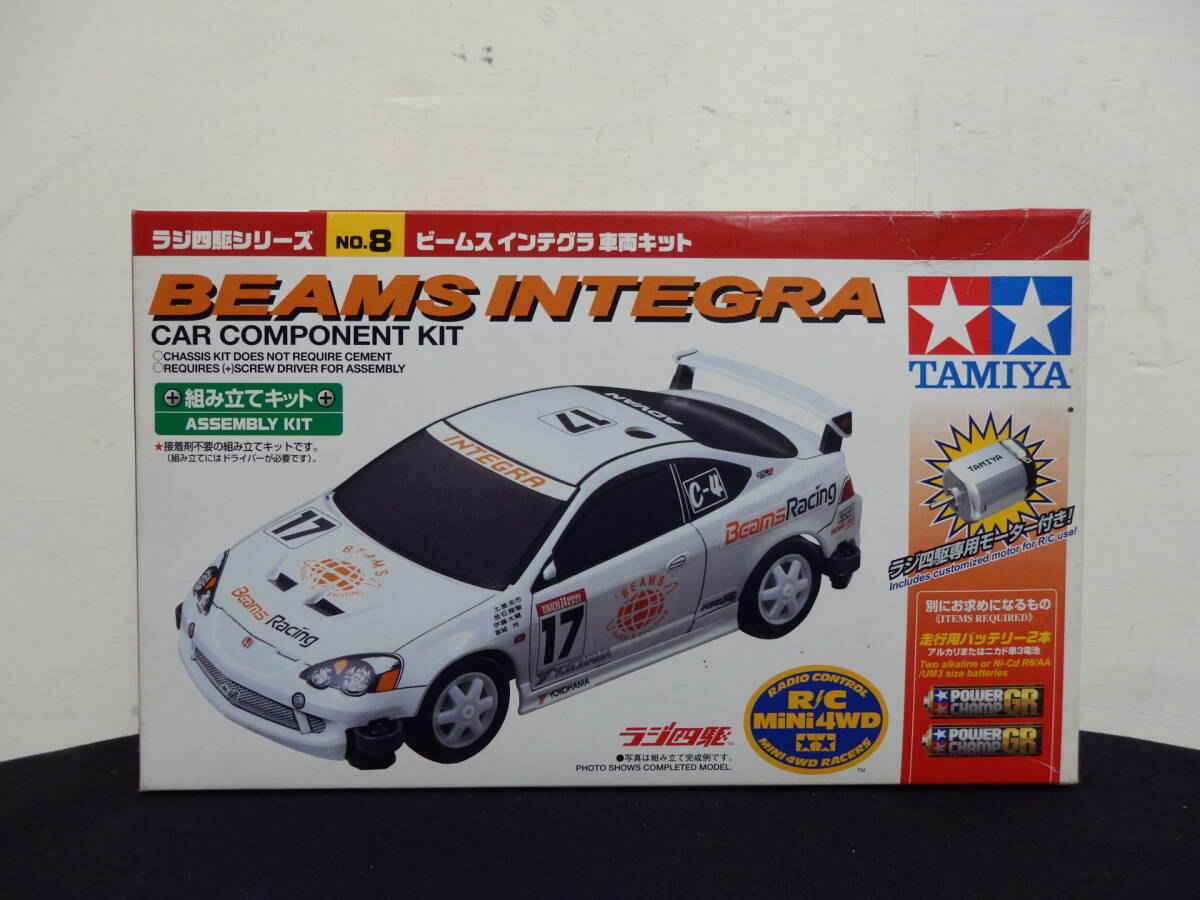 ラジ四駆シリーズ NO.8 ビームス インテグラ 車両キット
BEAMS INTEGRA
CAR COMPONENT KIT
○CHASSIS KIT DOES NOT REQUIRE CEMENT
○REQUIRES (+)SCREW DRIVER FOR ASSEMBLY
組み立てキット
ASSEMBLY KIT
★接着剤不要の組み立てキットです。
(組み立てにはドライバーが必要です)。
TAMIYA
TAMIYA
ラジ四駆専用モーター付き!
Includes customized motor for R/C use!
別にお求めになるもの
《ITEMS REQUIRED》
走行用バッテリー2本
アルカリまたはニカド単3電池
Two alkaline or Ni-Cd R6/AA
/UM3 size batteries
POWER CHAMP GR
POWER CHAMP GR
17
ADVAN
INTEGRA
C-4
BeamsRacing
17
BEAMS
Beams Racing
BEAMS
17
YOKOHAMA
YOKOHAMA
ラジ四駆™
●写真は組み立て完成例です。
PHOTO SHOWS COMPLETED MODEL.
RADIO CONTROL
R/C
MiNi4WD
MINI 4WD RACERS
™